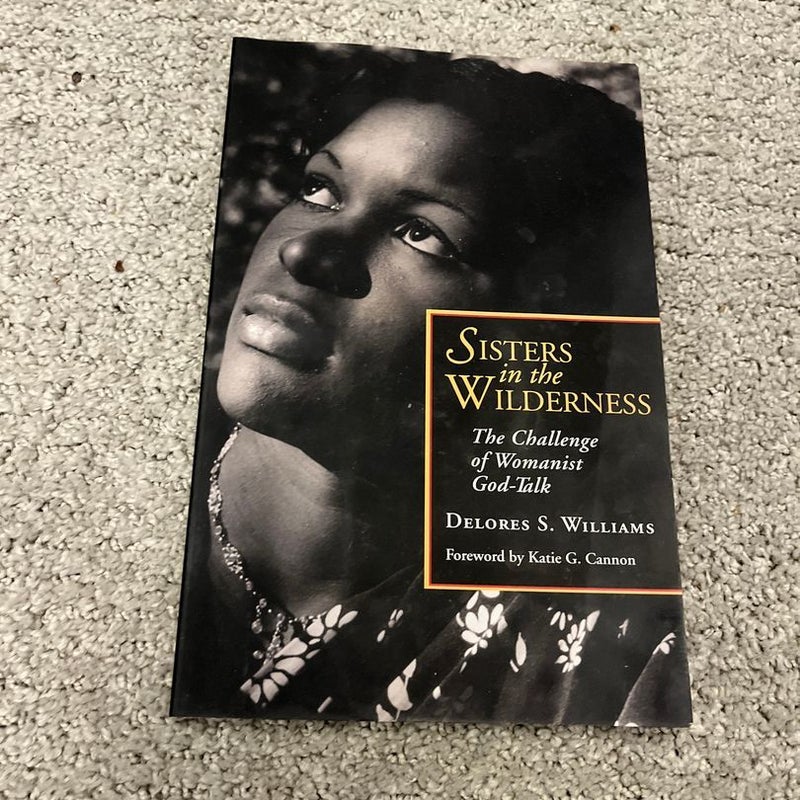 SISTERS
in the
WILDERNESS
The Challenge
of Womanist
God-Talk
DELORES S. WILLIAMS
Foreword by Katie G. Cannon